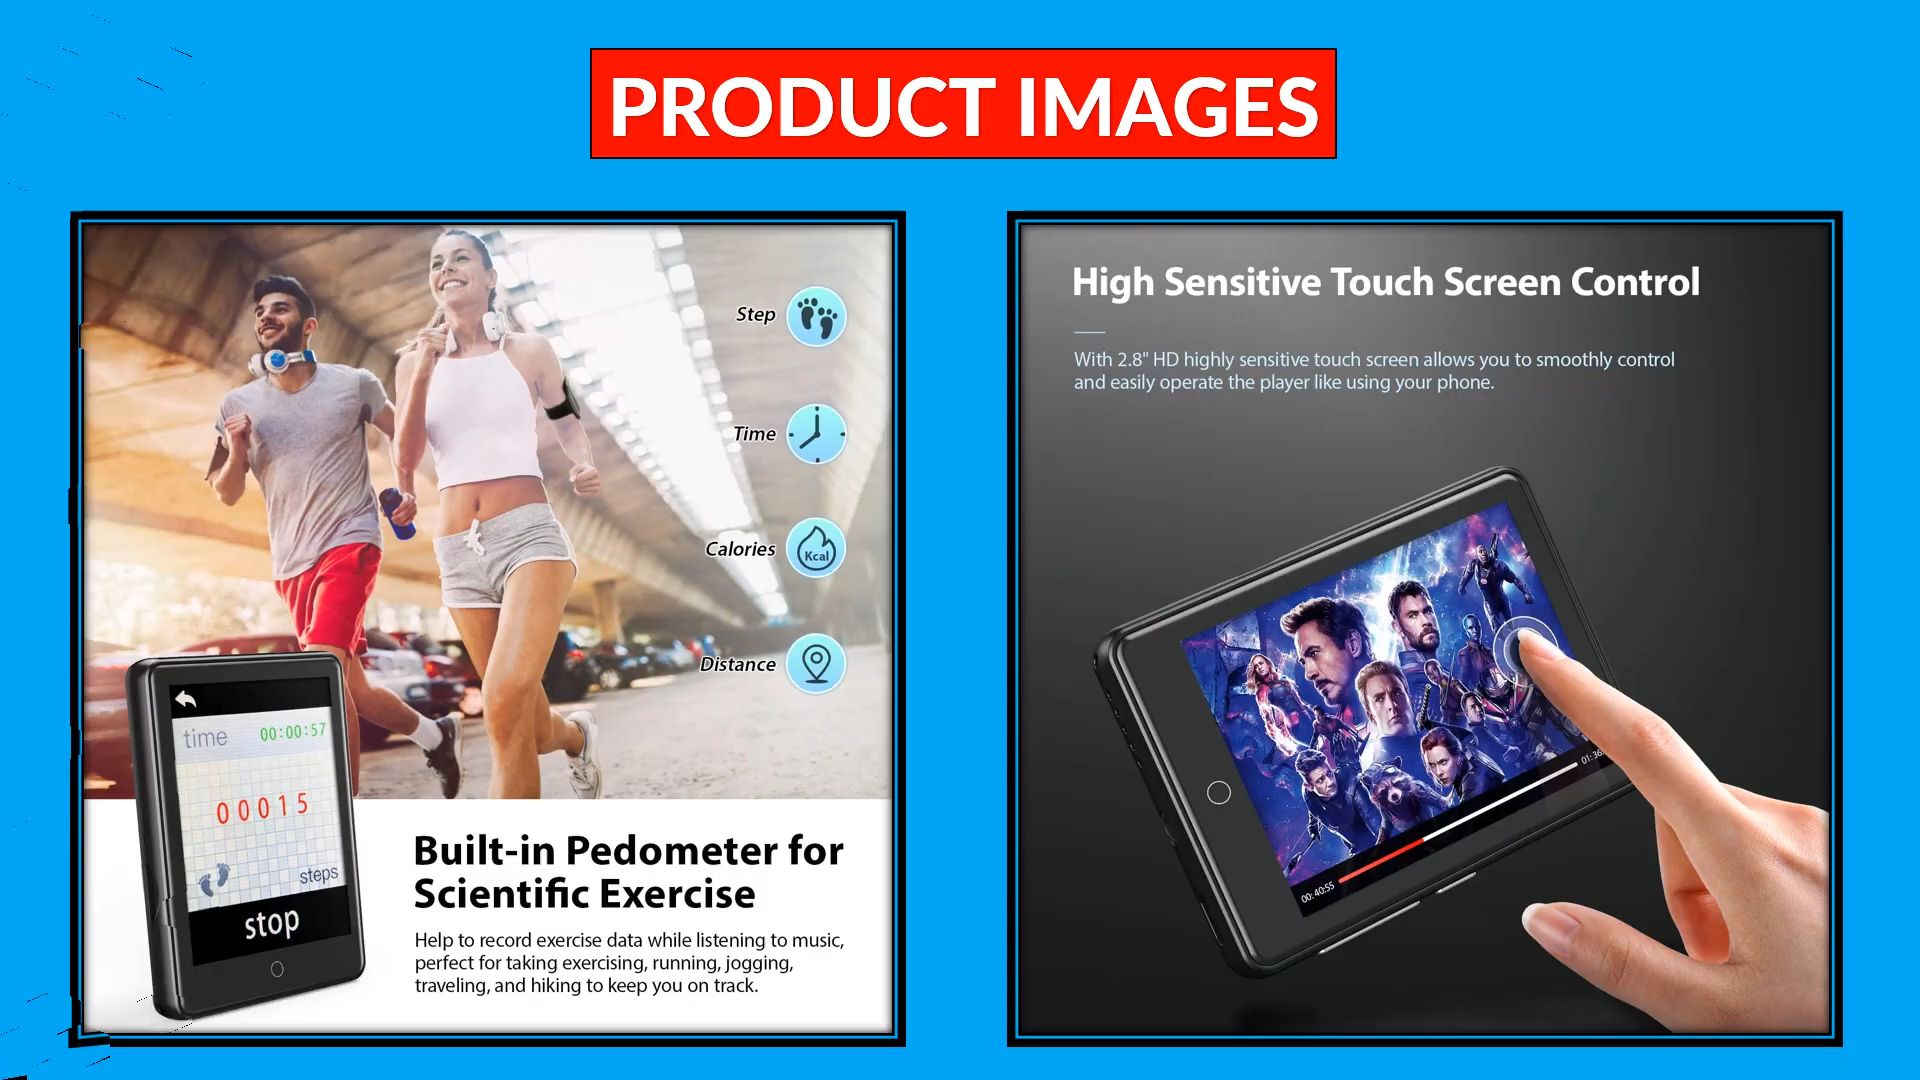 PRODUCT IMAGES
Step
Time
Calories
Kcal
Distance
time 00:00:57
00015
steps
stop
Built-in Pedometer for
Scientific Exercise
Help to record exercise data while listening to music,
perfect for taking exercising, running, jogging,
traveling, and hiking to keep you on track.
High Sensitive Touch Screen Control
With 2.8" HD highly sensitive touch screen allows you to smoothly control
and easily operate the player like using your phone.
00:40:55